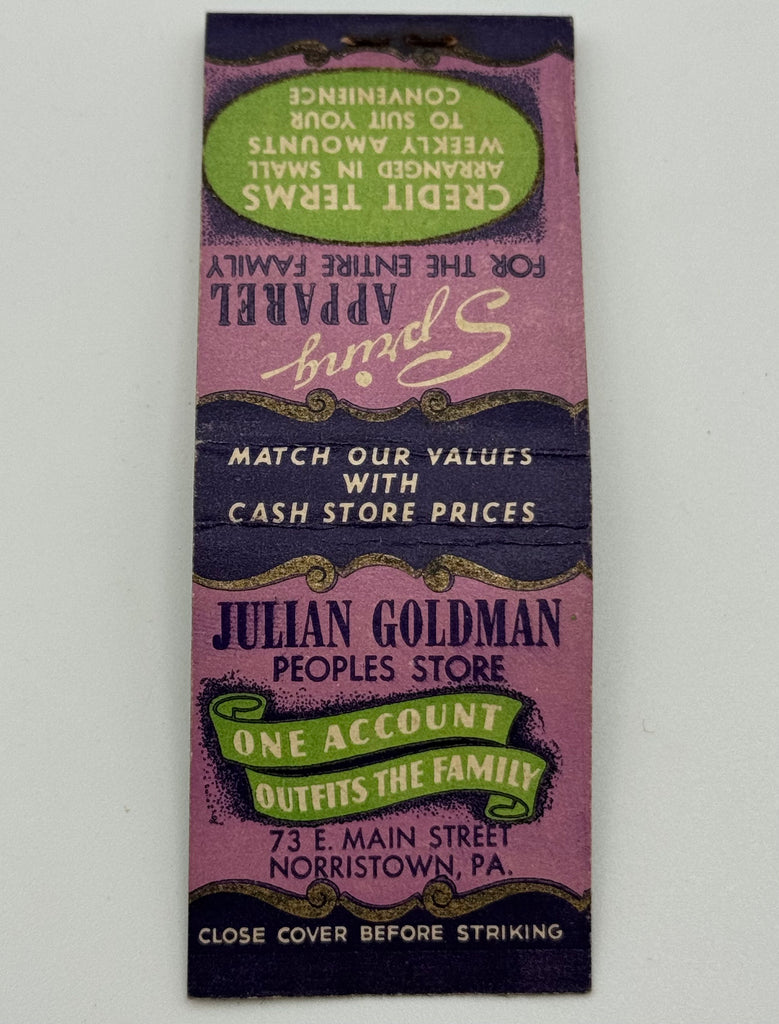 CREDIT TERMS
ARRANGED IN SMALL
WEEKLY AMOUNTS
TO SUIT YOUR
CONVENIENCE
Spring
APPAREL
FOR THE ENTIRE FAMILY
MATCH OUR VALUES
WITH
CASH STORE PRICES
JULIAN GOLDMAN
PEOPLES STORE
ONE ACCOUNT
OUTFITS THE FAMILY
73 E. MAIN STREET
NORRISTOWN, PA.
CLOSE COVER BEFORE STRIKING